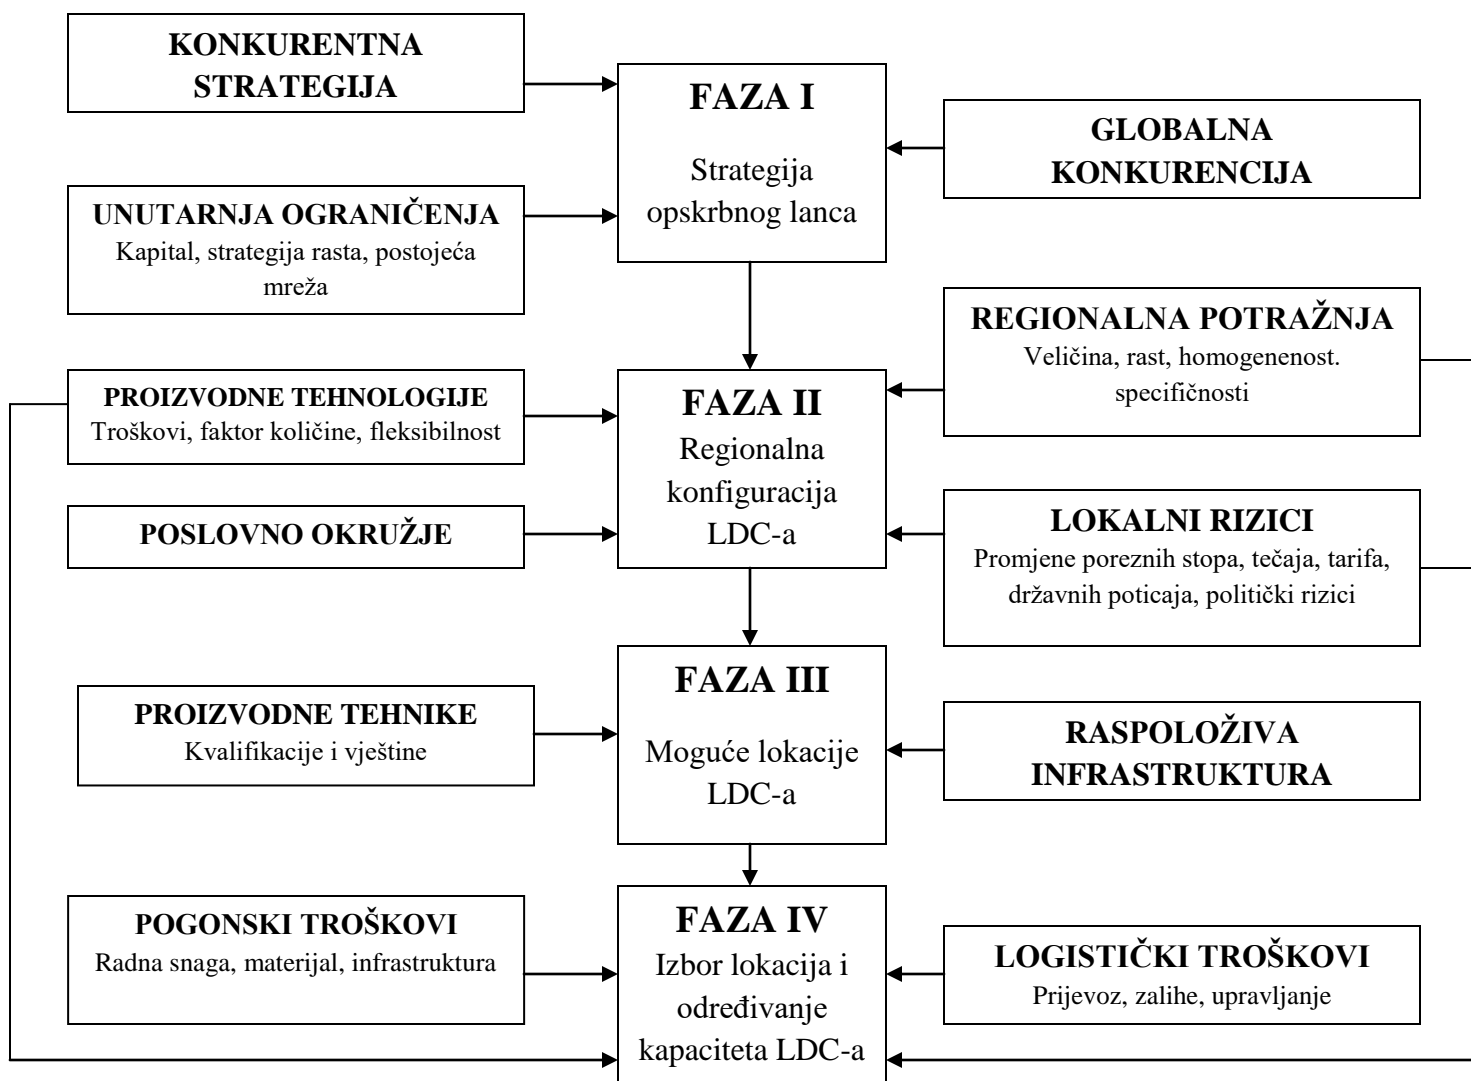 KONKURENTNA
STRATEGIJA
FAZA I
Strategija
opskrbnog lanca
GLOBALNA
KONKURENCIJA
UNUTARNJA OGRANIČENJA
Kapital, strategija rasta, postojeća
mreža
REGIONALNA POTRAŽNJA
Veličina, rast, homogenenost.
specifičnosti
PROIZVODNE TEHNOLOGIJE
Troškovi, faktor količine, fleksibilnost
FAZA II
Regionalna
konfiguracija
LDC-a
POSLOVNO OKRUŽJE
LOKALNI RIZICI
Promjene poreznih stopa, tečaja, tarifa,
državnih poticaja, politički rizici
PROIZVODNE TEHNIKE
Kvalifikacije i vještine
FAZA III
Moguće lokacije
LDC-a
RASPOLOŽIVA
INFRASTRUKTURA
POGONSKI TROŠKOVI
Radna snaga, materijal, infrastruktura
FAZA IV
Izbor lokacija i
određivanje
kapaciteta LDC-a
LOGISTIČKI TROŠKOVI
Prijevoz, zalihe, upravljanje